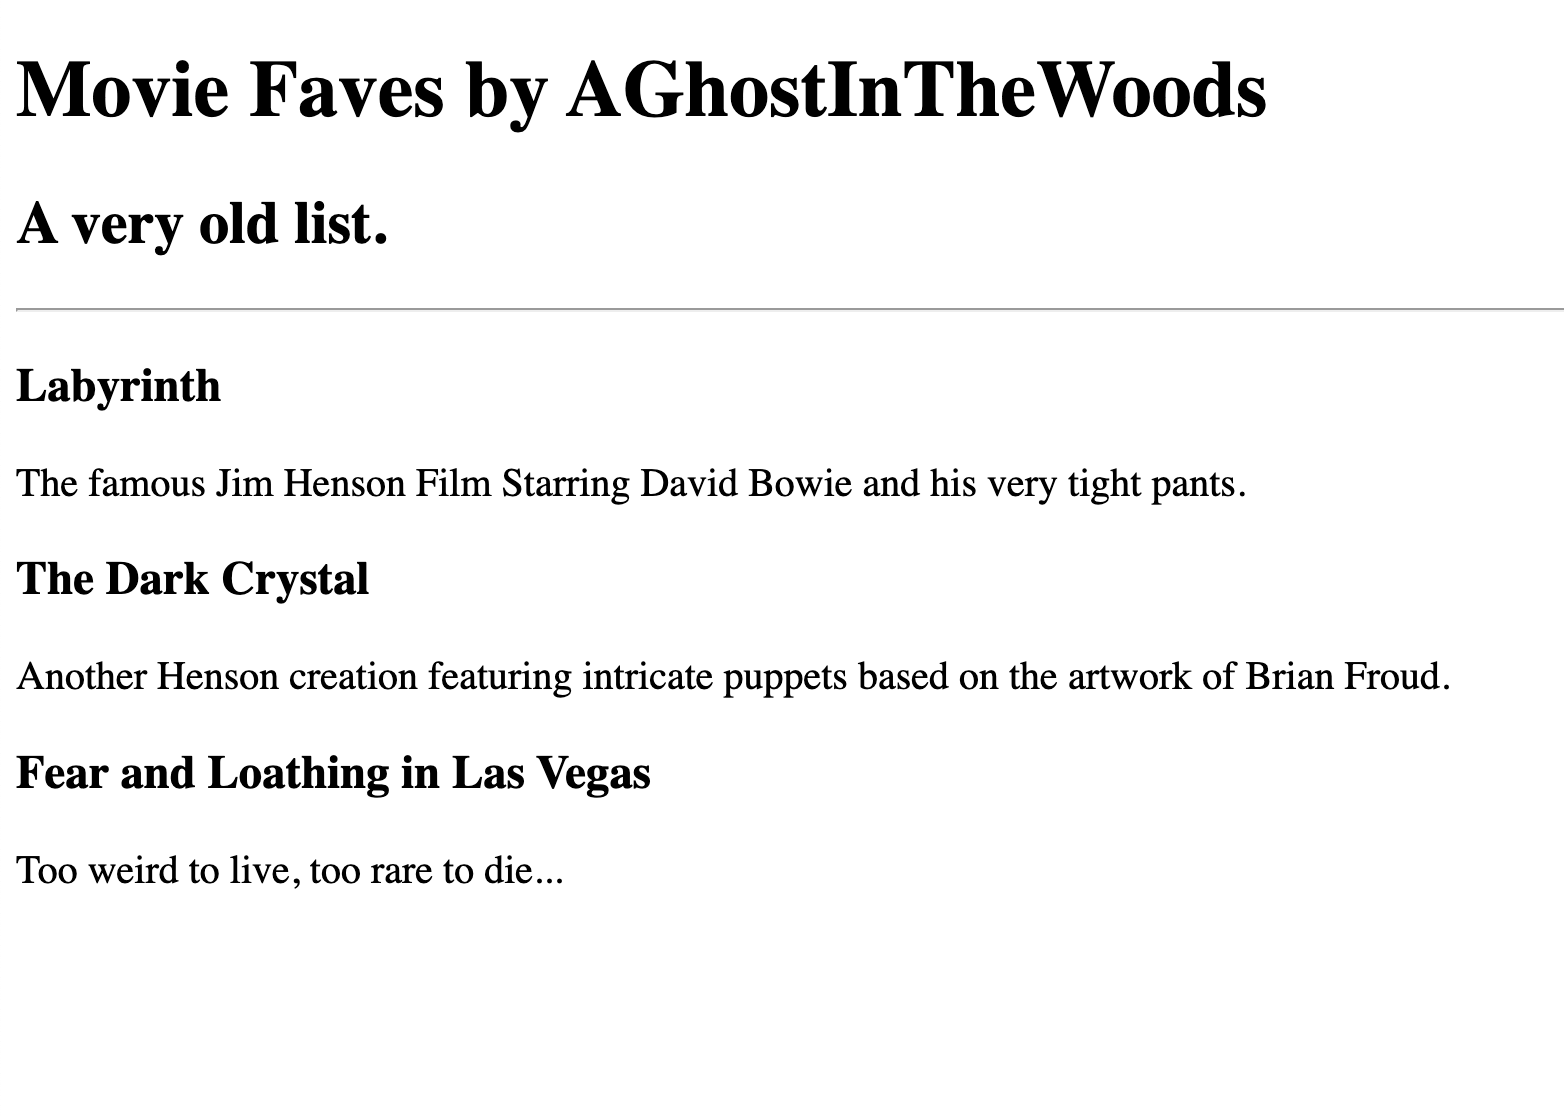 Movie Faves by AGhostInTheWoods
A very old list.
Labyrinth
The famous Jim Henson Film Starring David Bowie and his very tight pants.
The Dark Crystal
Another Henson creation featuring intricate puppets based on the artwork of Brian Froud.
Fear and Loathing in Las Vegas
Too weird to live, too rare to die...